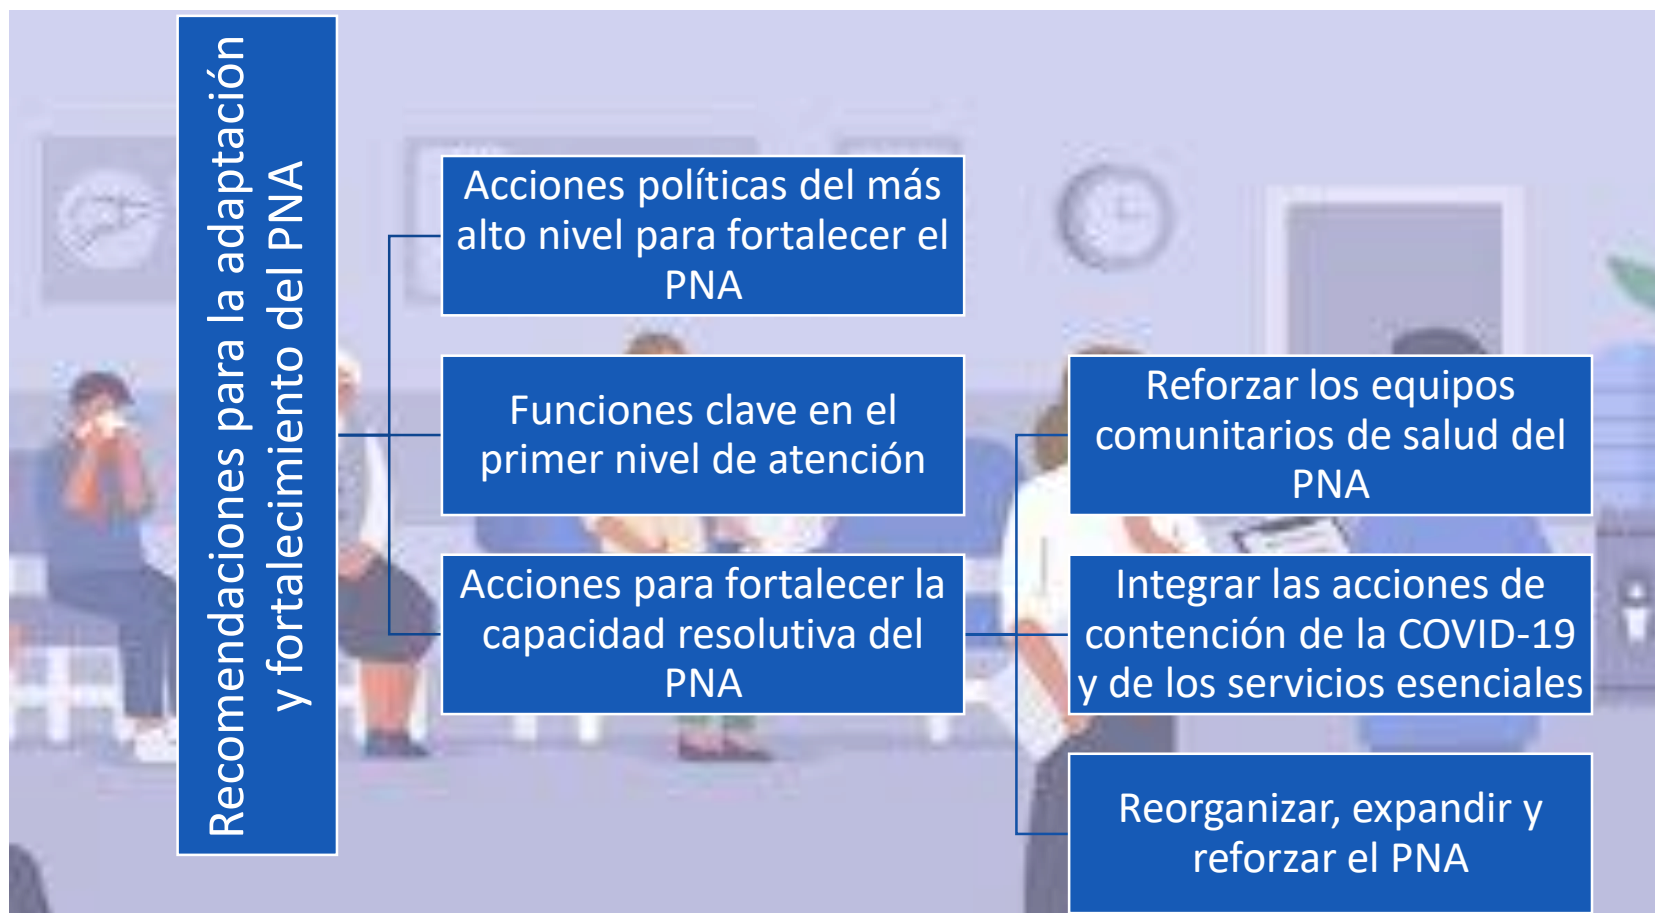 Recomendaciones para la adaptación
y fortalecimiento del PNA
Acciones políticas del más
alto nivel para fortalecer el
PNA
Funciones clave en el
primer nivel de atención
Acciones para fortalecer la
capacidad resolutiva del
PNA
Reforzar los equipos
comunitarios de salud del
PNA
Integrar las acciones de
contención de la COVID-19
y de los servicios esenciales
Reorganizar, expandir y
reforzar el PNA